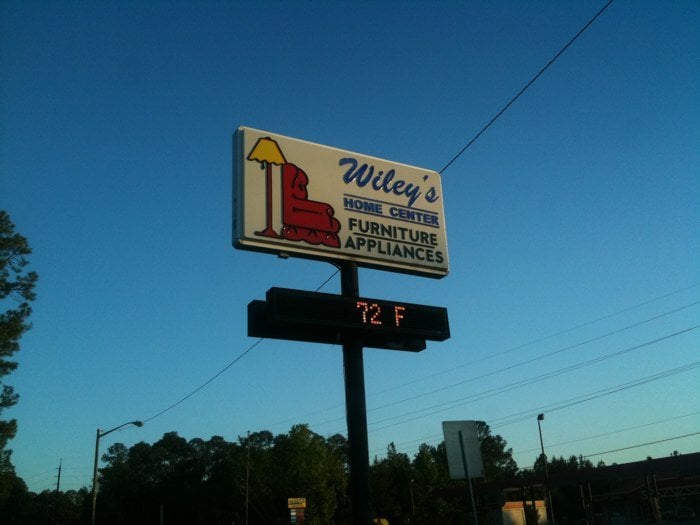 Wiley's
HOME CENTER
FURNITURE
APPLIANCES
72 F